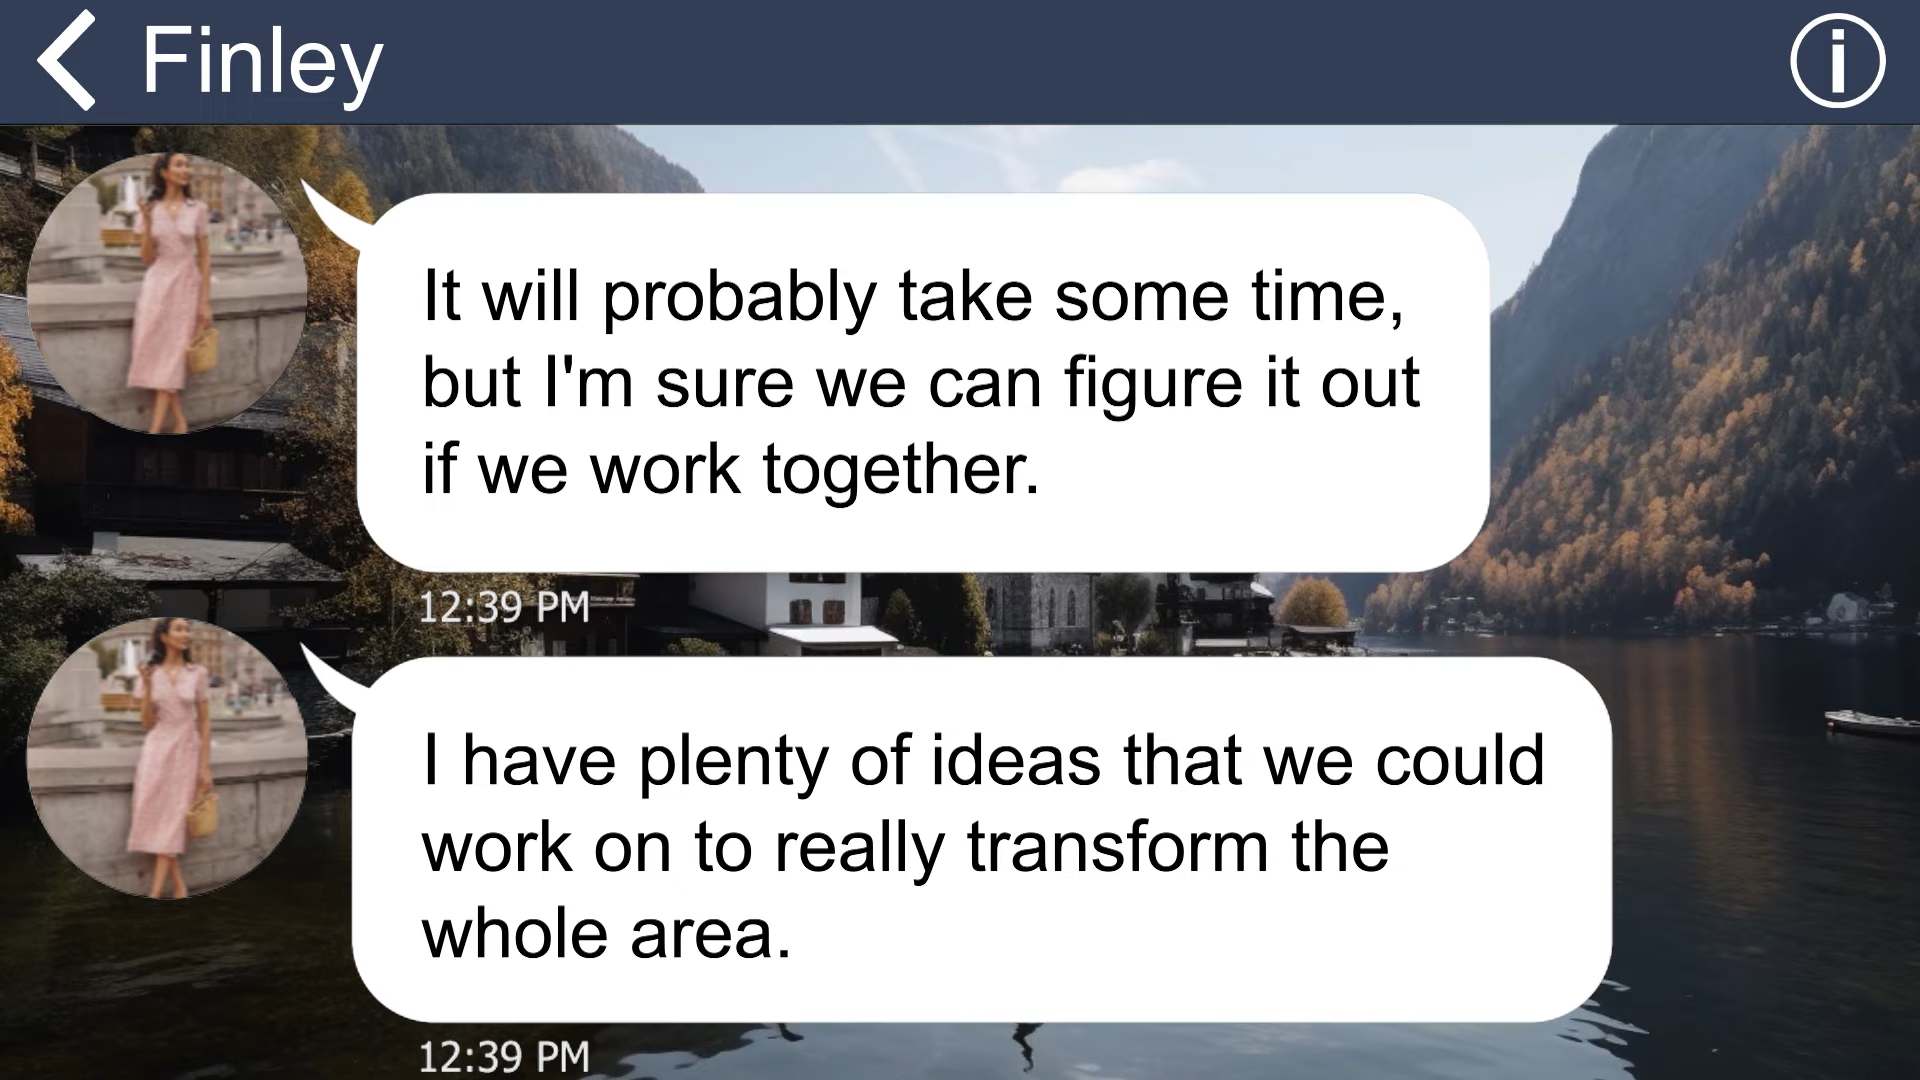 Finley
It will probably take some time,
but I'm sure we can figure it out
if we work together.
12:39 PM
I have plenty of ideas that we could
work on to really transform the
whole area.
12:39 PM